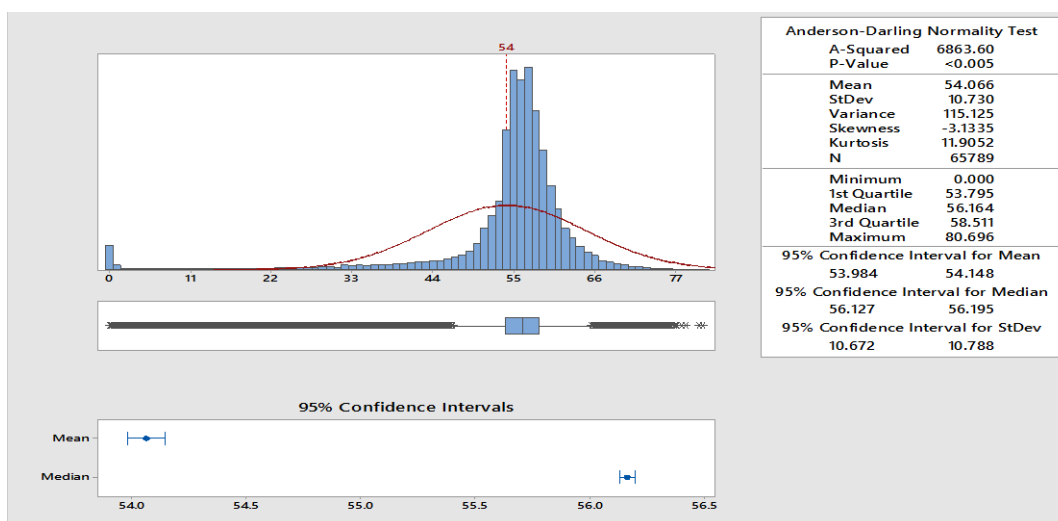 54
0 11 22 33 44 55 66 77
95% Confidence Intervals
Mean
Median
54.0 54.5 55.0 55.5 56.0 56.5
Anderson-Darling Normality Test
A-Squared 6863.60
P-Value <0.005
Mean 54.066
StDev 10.730
Variance 115.125
Skewness -3.1335
Kurtosis 11.9052
N 65789
Minimum 0.000
1st Quartile 53.795
Median 56.164
3rd Quartile 58.511
Maximum 80.696
95% Confidence Interval for Mean
53.984 54.148
95% Confidence Interval for Median
56.127 56.195
95% Confidence Interval for StDev
10.672 10.788